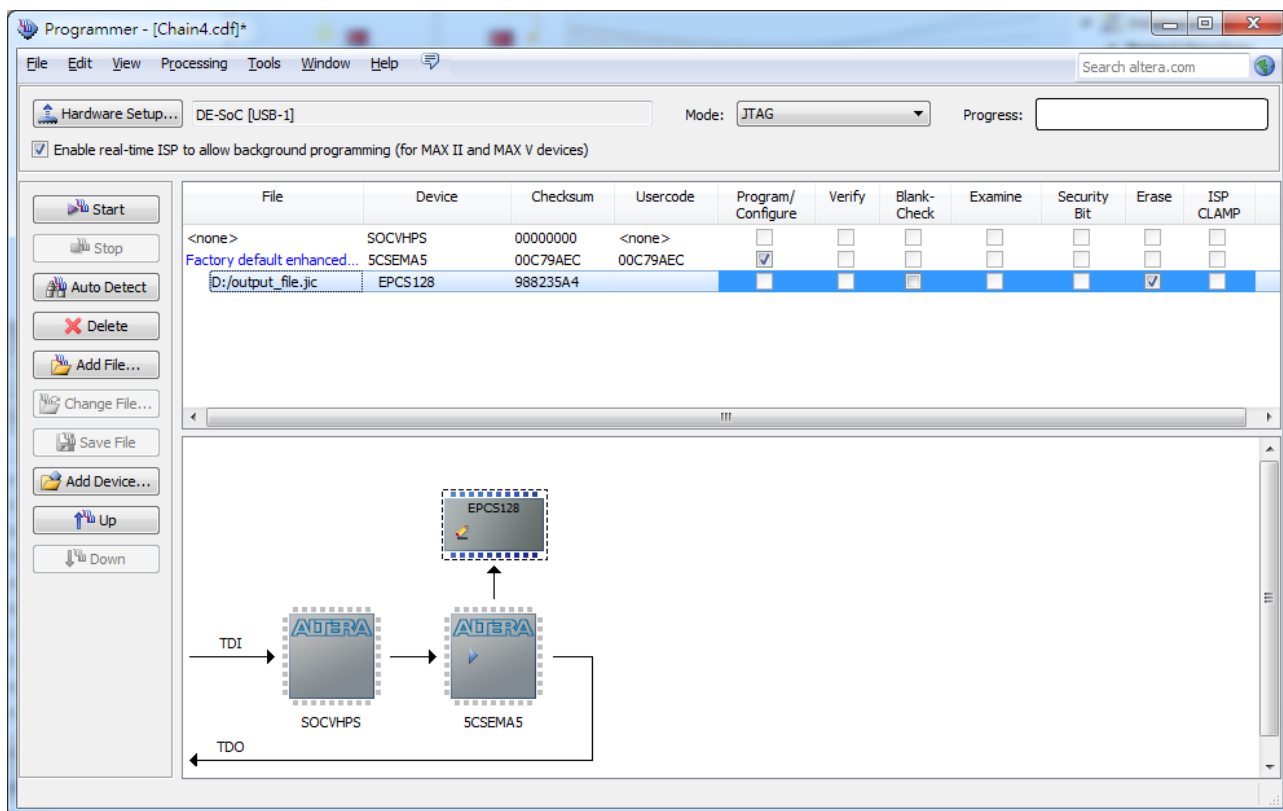 Programmer - [Chain4.cdf]*
File Edit View Processing Tools Window Help
Search altera.com
Hardware Setup... DE-SoC [USB-1] Mode: JTAG Progress:
Enable real-time ISP to allow background programming (for MAX II and MAX V devices)
Start
Stop
Auto Detect
Delete
Add File...
Change File...
Save File
Add Device...
Up
Down
File Device Checksum Usercode Program/ Verify Blank- Examine Security Erase ISP
Configure Check Bit CLAMP
<none> SOCVHPS 00000000 <none>
Factory default enhanced... 5CSEMA5 00C79AEC 00C79AEC
D:/output_file.jic EPCS128 988235A4
EPCS128
ALTERA ALTERA
TDI
SOCVHPS 5CSEMA5
TDO